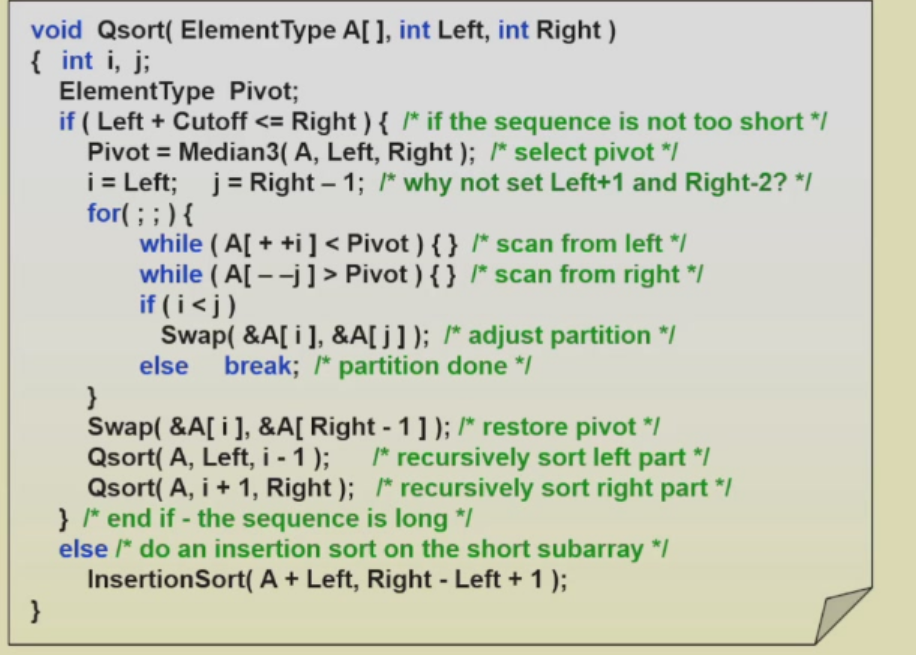 void Qsort( ElementType A[ ], int Left, int Right )
{ int i, j;
ElementType Pivot;
if ( Left + Cutoff <= Right ) { /* if the sequence is not too short */
Pivot = Median3( A, Left, Right ); /* select pivot */
i = Left; j = Right – 1; /* why not set Left+1 and Right-2? */
for( ; ; ) {
while ( A[ + +i ] < Pivot ) { } /* scan from left */
while ( A[ – –j ] > Pivot ) { } /* scan from right */
if ( i < j )
Swap( &A[ i ], &A[ j ] ); /* adjust partition */
else break; /* partition done */
}
Swap( &A[ i ], &A[ Right - 1 ] ); /* restore pivot */
Qsort( A, Left, i - 1 ); /* recursively sort left part */
Qsort( A, i + 1, Right ); /* recursively sort right part */
} /* end if - the sequence is long */
else /* do an insertion sort on the short subarray */
InsertionSort( A + Left, Right - Left + 1 );
}